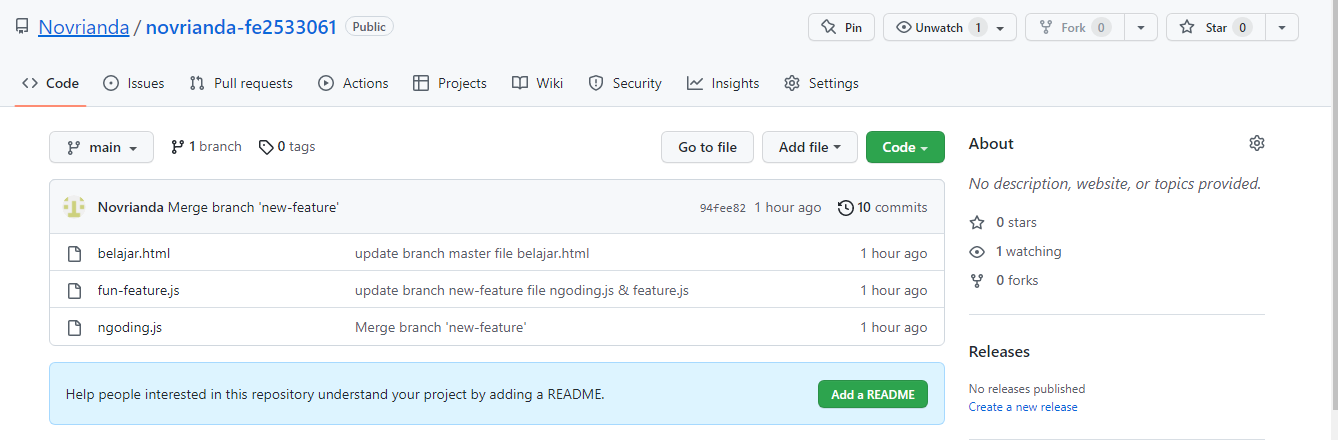 Novrianda / novrianda-fe2533061 Public Pin Unwatch 1 Fork 0 Star 0
Code Issues Pull requests Actions Projects Wiki Security Insights Settings
main 1 branch 0 tags Go to file Add file Code
Novrianda Merge branch 'new-feature' 94fee82 1 hour ago 10 commits
belajar.html update branch master file belajar.html 1 hour ago
fun-feature.js update branch new-feature file ngoding.js & feature.js 1 hour ago
ngoding.js Merge branch 'new-feature' 1 hour ago
Help people interested in this repository understand your project by adding a README. Add a README
About
No description, website, or topics provided.
0 stars
1 watching
0 forks
Releases
No releases published
Create a new release